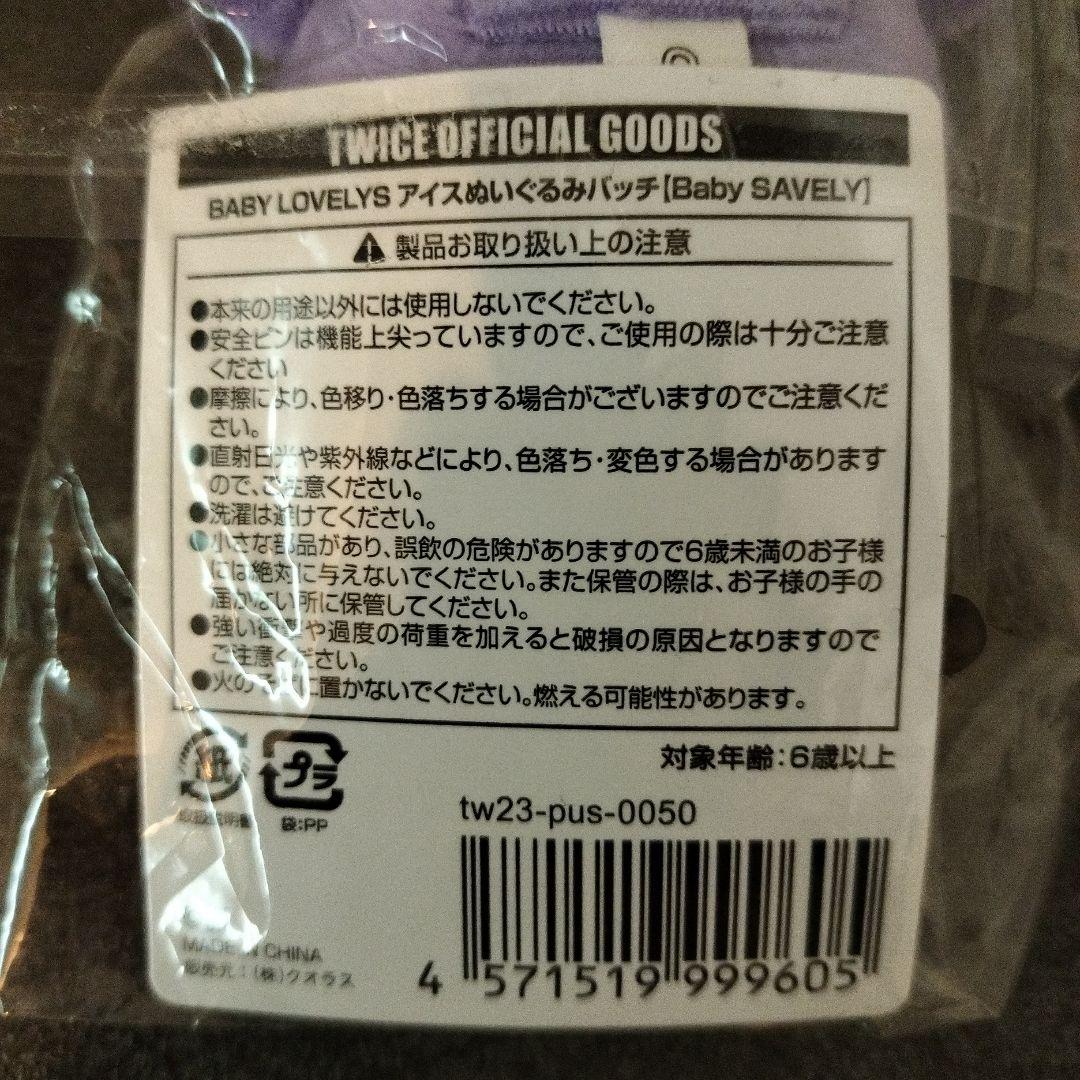 TWICE OFFICIAL GOODS
BABY LOVELYS アイスぬいぐるみバッチ[Baby SAVELY]
製品お取り扱い上の注意
●本来の用途以外には使用しないでください。
●安全ピンは機能上尖っていますので、ご使用の際は十分ご注意
ください
●摩擦により、色移り・色落ちする場合がございますのでご注意くだ
さい。
●直射日光や紫外線などにより、色落ち・変色する場合があります
ので、ご注意ください。
●洗濯は避けてください。
●小さな部品があり、誤飲の危険がありますので6歳未満のお子様
には絶対に与えないでください。また保管の際は、お子様の手の
届かない所に保管してください。
●強い衝撃や過度の荷重を加えると破損の原因となりますので
ご注意ください。
●火のそばに置かないでください。燃える可能性があります。
対象年齢:6歳以上
紙
プラ
取扱説明書
袋:PP
tw23-pus-0050
MADE IN CHINA
販売元:(株)クオラス
4 571519 999605